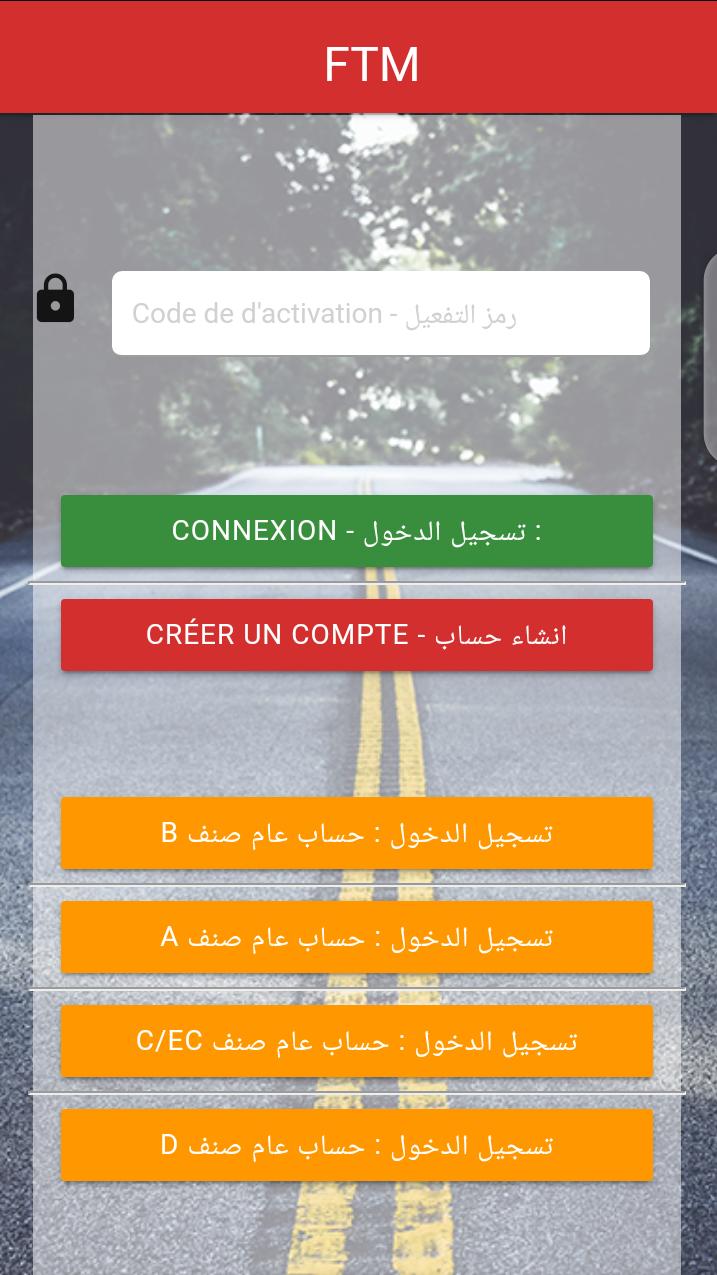 FTM
Code de d'activation - رمز التفعيل
CONNEXION - تسجيل الدخول :
CRÉER UN COMPTE - انشاء حساب
تسجيل الدخول : حساب عام صنف B
تسجيل الدخول : حساب عام صنف A
تسجيل الدخول : حساب عام صنف C/EC
تسجيل الدخول : حساب عام صنف D